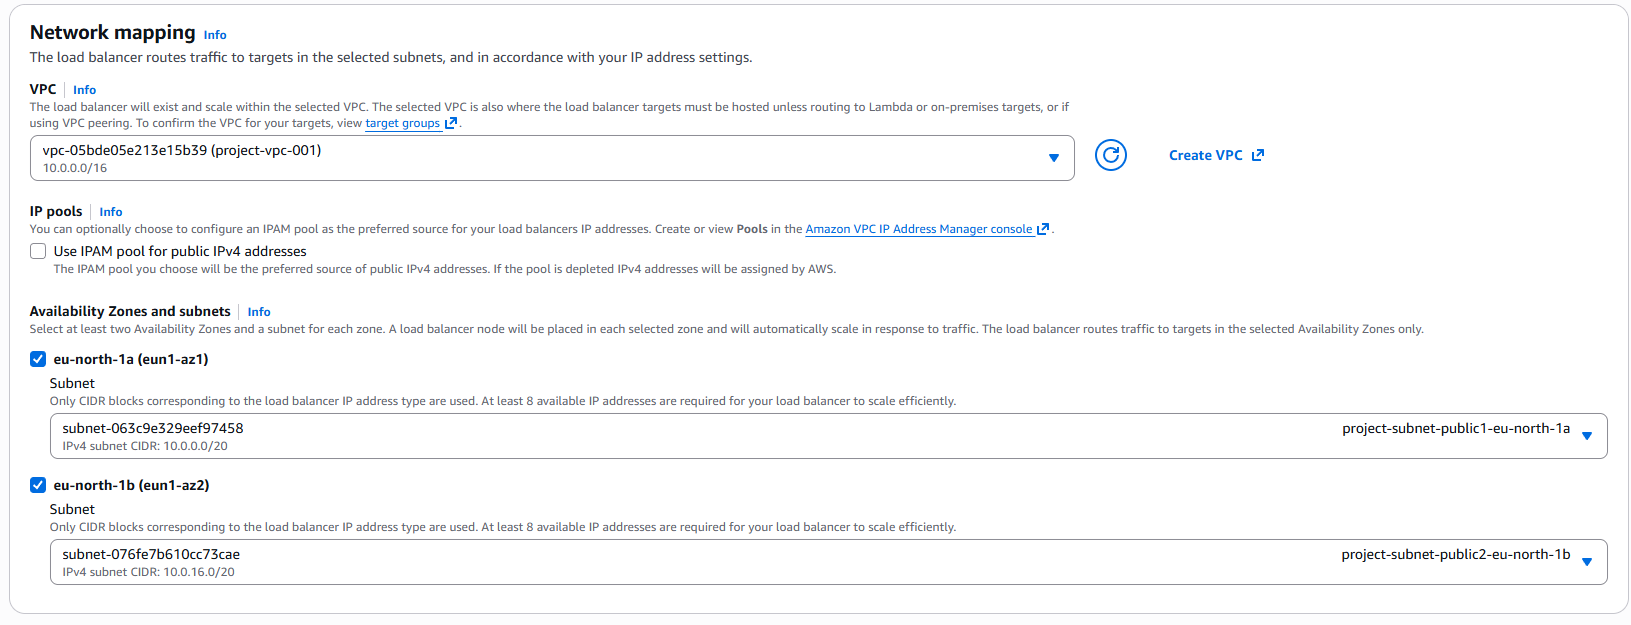 Network mapping Info
The load balancer routes traffic to targets in the selected subnets, and in accordance with your IP address settings.
VPC Info
The load balancer will exist and scale within the selected VPC. The selected VPC is also where the load balancer targets must be hosted unless routing to Lambda or on-premises targets, or if
using VPC peering. To confirm the VPC for your targets, view target groups.
vpc-05bde05e213e15b39 (project-vpc-001)
10.0.0.0/16
Create VPC
IP pools Info
You can optionally choose to configure an IPAM pool as the preferred source for your load balancers IP addresses. Create or view Pools in the Amazon VPC IP Address Manager console.
Use IPAM pool for public IPv4 addresses
The IPAM pool you choose will be the preferred source of public IPv4 addresses. If the pool is depleted IPv4 addresses will be assigned by AWS.
Availability Zones and subnets Info
Select at least two Availability Zones and a subnet for each zone. A load balancer node will be placed in each selected zone and will automatically scale in response to traffic. The load balancer routes traffic to targets in the selected Availability Zones only.
eu-north-1a (eun1-az1)
Subnet
Only CIDR blocks corresponding to the load balancer IP address type are used. At least 8 available IP addresses are required for your load balancer to scale efficiently.
subnet-063c9e329eef97458 project-subnet-public1-eu-north-1a
IPv4 subnet CIDR: 10.0.0.0/20
eu-north-1b (eun1-az2)
Subnet
Only CIDR blocks corresponding to the load balancer IP address type are used. At least 8 available IP addresses are required for your load balancer to scale efficiently.
subnet-076fe7b610cc73cae project-subnet-public2-eu-north-1b
IPv4 subnet CIDR: 10.0.16.0/20